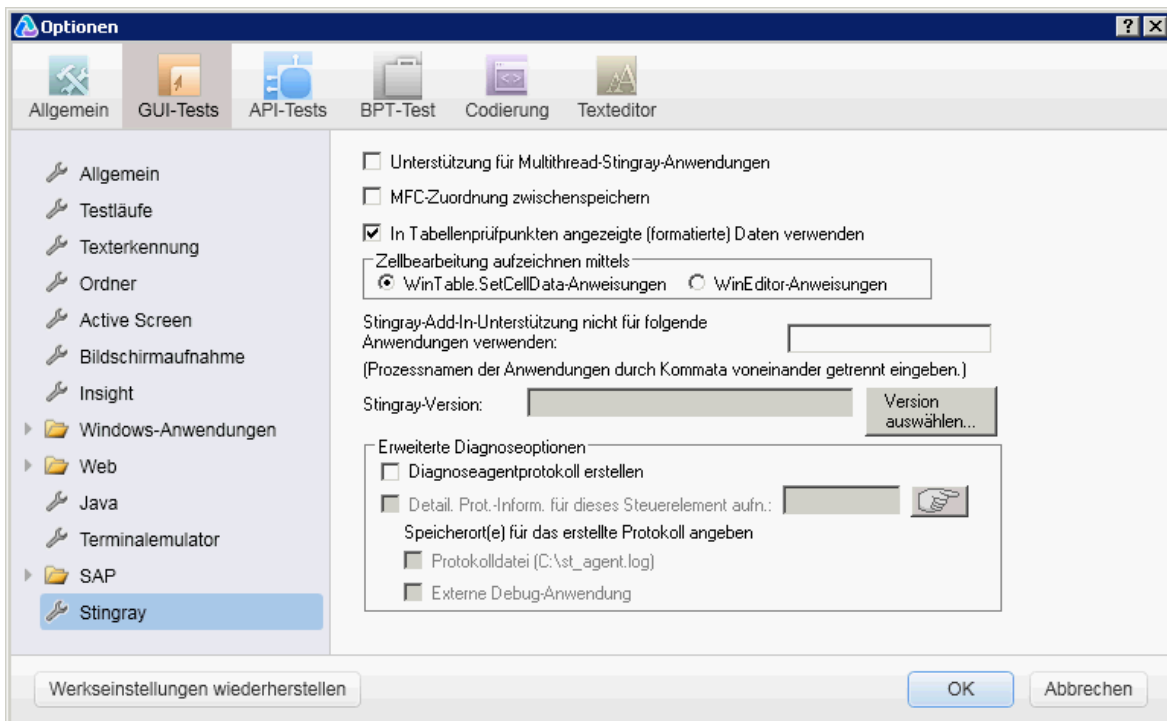 Optionen
Allgemein
GUI-Tests
API-Tests
BPT-Test
Codierung
Texteditor
Allgemein
Testläufe
Texterkennung
Ordner
Active Screen
Bildschirmaufnahme
Insight
Windows-Anwendungen
Web
Java
Terminalemulator
SAP
Stingray
Unterstützung für Multithread-Stingray-Anwendungen
MFC-Zuordnung zwischenspeichern
In Tabellenprüfpunkten angezeigte (formatierte) Daten verwenden
Zellbearbeitung aufzeichnen mittels
WinTable.SetCellData-Anweisungen
WinEditor-Anweisungen
Stingray-Add-In-Unterstützung nicht für folgende
Anwendungen verwenden:
(Prozessnamen der Anwendungen durch Kommata voneinander getrennt eingeben.)
Stingray-Version:
Version
auswählen...
Erweiterte Diagnoseoptionen
Diagnoseagentprotokoll erstellen
Detail. Prot.-Inform. für dieses Steuerelement aufn.:
Speicherort(e) für das erstellte Protokoll angeben
Protokolldatei (C:\st_agent.log)
Externe Debug-Anwendung
Werkseinstellungen wiederherstellen
OK
Abbrechen